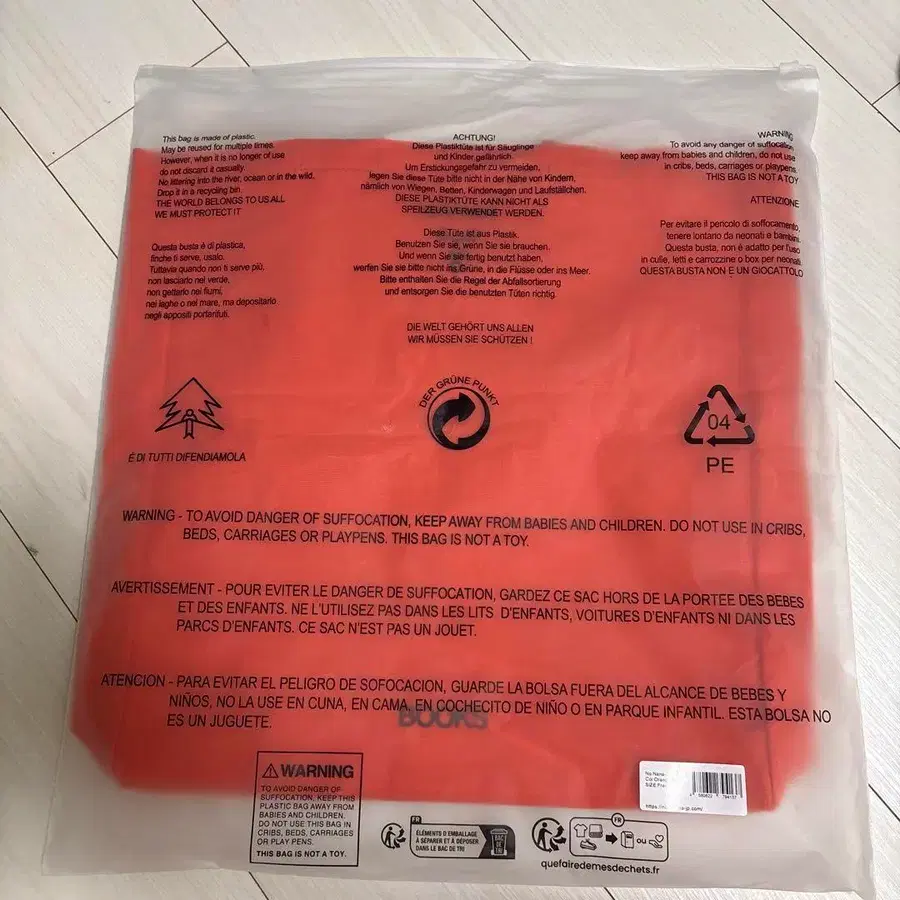 This bag is made of plastic.
May be reused for multiple times.
However, when it is no longer of use
do not discard it casually.
No littering into the river, ocean or in the wild.
Drop it in a recycling bin.
THE WORLD BELONGS TO US ALL
WE MUST PROTECT IT
Questa busta è di plastica,
finche ti serve, usalo.
Tuttavia quando non ti serve più,
non lasciarlo nel verde,
non gettarlo nei fiumi,
nei laghe o nel mare, ma depositarlo
negli appositi portarifuti.
ACHTUNG!
Diese Plastiktüte ist für Säuglinge
und Kinder gefährlich.
Um Erstickungsgefahr zu vermeiden,
legen Sie diese Tüte bitte nicht in der Nähe von Kindern,
nämlich von Wiegen, Betten, Kinderwagen und Laufställchen.
DIESE PLASTIKTÜTE KANN NICHT ALS
SPEILZEUG VERWENDET WERDEN.
Diese Tüte ist aus Plastik.
Benutzen Sie sie, wenn Sie sie brauchen.
Und wenn Sie sie fertig benutzt haben,
werfen Sie sie bitte nicht ins Grüne, in die Flüsse oder ins Meer.
Bitte enthalten Sie die Regel der Abfallsortierung
und entsorgen Sie die benutzten Tüten richtig.
DIE WELT GEHÖRT UNS ALLEN
WIR MÜSSEN SIE SCHÜTZEN !
WARNING
To avoid any danger of suffocation,
keep away from babies and children, do not use
in cribs, beds, carriages or playpens.
THIS BAG IS NOT A TOY
ATTENZIONE
Per evitare il pericolo di soffocamento,
tenere lontano da neonati e bambini.
Questa busta, non è adatto per l'uso
in culle, letti e carrozzine o box per neonati.
QUESTA BUSTA NON E UN GIOCATTOLO
È DI TUTTI DIFENDIAMOLA
DER GRÜNE PUNKT
04
PE
WARNING - TO AVOID DANGER OF SUFFOCATION, KEEP AWAY FROM BABIES AND CHILDREN. DO NOT USE IN CRIBS,
BEDS, CARRIAGES OR PLAYPENS. THIS BAG IS NOT A TOY.
AVERTISSEMENT - POUR EVITER LE DANGER DE SUFFOCATION, GARDEZ CE SAC HORS DE LA PORTEE DES BEBES
ET DES ENFANTS. NE L'UTILISEZ PAS DANS LES LITS D'ENFANTS, VOITURES D'ENFANTS NI DANS LES
PARCS D'ENFANTS. CE SAC N'EST PAS UN JOUET.
ATENCION - PARA EVITAR EL PELIGRO DE SOFOCACION, GUARDE LA BOLSA FUERA DEL ALCANCE DE BEBES Y
NIÑOS, NO LA USE EN CUNA, EN CAMA, EN COCHECITO DE NIÑO O EN PARQUE INFANTIL. ESTA BOLSA NO
ES UN JUGUETE.
BOOKS
WARNING
TO AVOID DANGER OF
SUFFOCATION, KEEP THIS
PLASTIC BAG AWAY FROM
BABIES AND CHILDREN.
DO NOT USE THIS BAG IN
CRIBS, BEDS, CARRIAGES
OR PLAY PENS.
THIS BAG IS NOT A TOY.
FR
ÉLÉMENTS D'EMBALLAGE
À SÉPARER ET À DÉPOSER
DANS LE BAC DE TRI
BAC
DE
TRI
FR
OU
quefairedemesdechets.fr
SIZE
https://